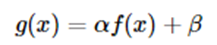 g(x) = αf(x) + β